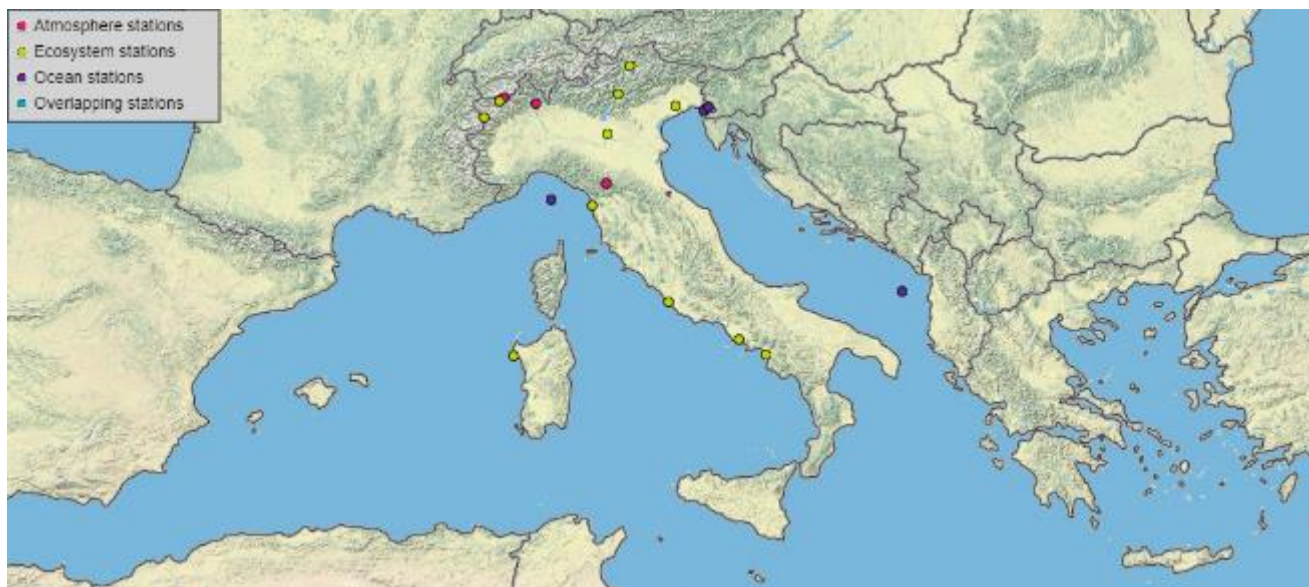 Atmosphere stations
Ecosystem stations
Ocean stations
Overlapping stations